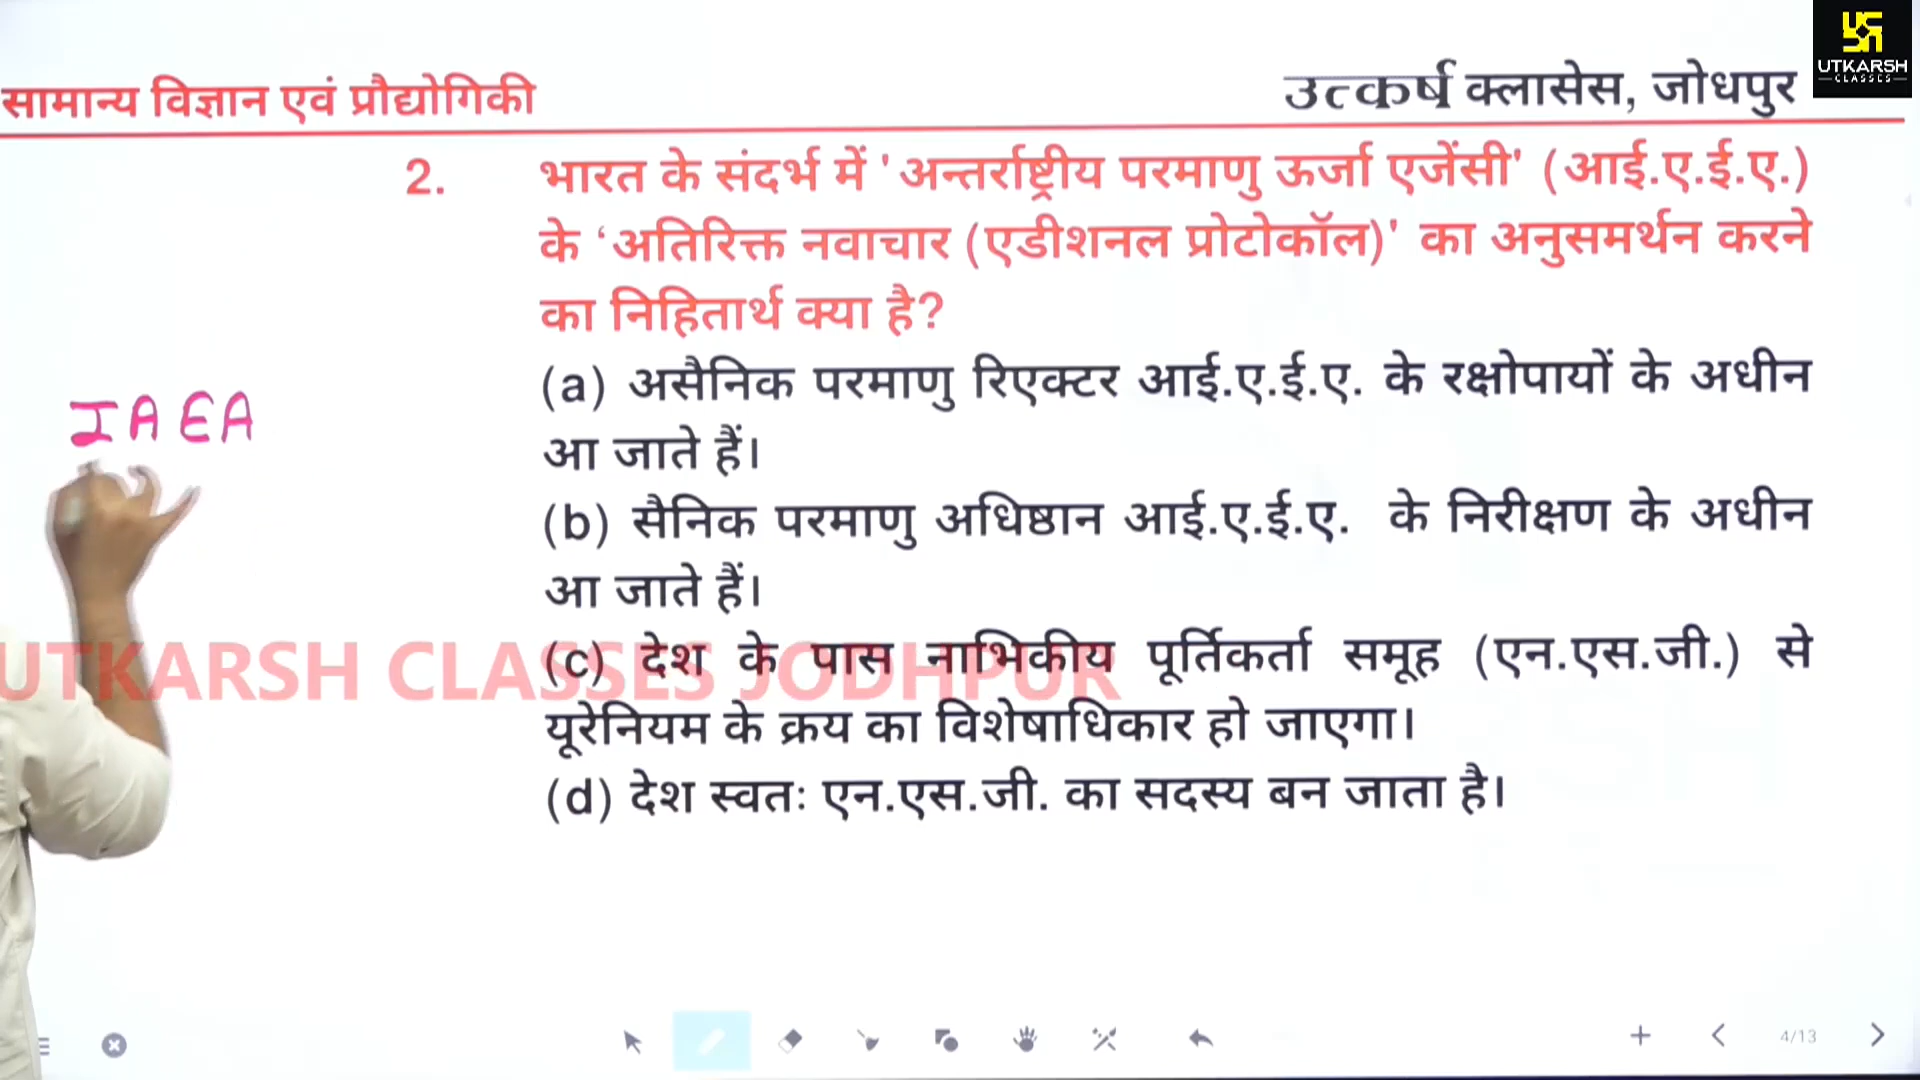 UTKARSH
CLASSES
सामान्य विज्ञान एवं प्रौद्योगिकी
उत्कर्ष क्लासेस, जोधपुर
2. भारत के संदर्भ में 'अन्तर्राष्ट्रीय परमाणु ऊर्जा एजेंसी' (आई.ए.ई.ए.)
के ‘अतिरिक्त नवाचार (एडीशनल प्रोटोकॉल)' का अनुसमर्थन करने
का निहितार्थ क्या है?
(a) असैनिक परमाणु रिएक्टर आई.ए.ई.ए. के रक्षोपायों के अधीन
आ जाते हैं।
(b) सैनिक परमाणु अधिष्ठान आई.ए.ई.ए. के निरीक्षण के अधीन
आ जाते हैं।
(c) देश के पास नाभिकीय पूर्तिकर्ता समूह (एन.एस.जी.) से
यूरेनियम के क्रय का विशेषाधिकार हो जाएगा।
(d) देश स्वतः एन.एस.जी. का सदस्य बन जाता है।
IAEA
UTKARSH CLASSES JODHPUR
4/13